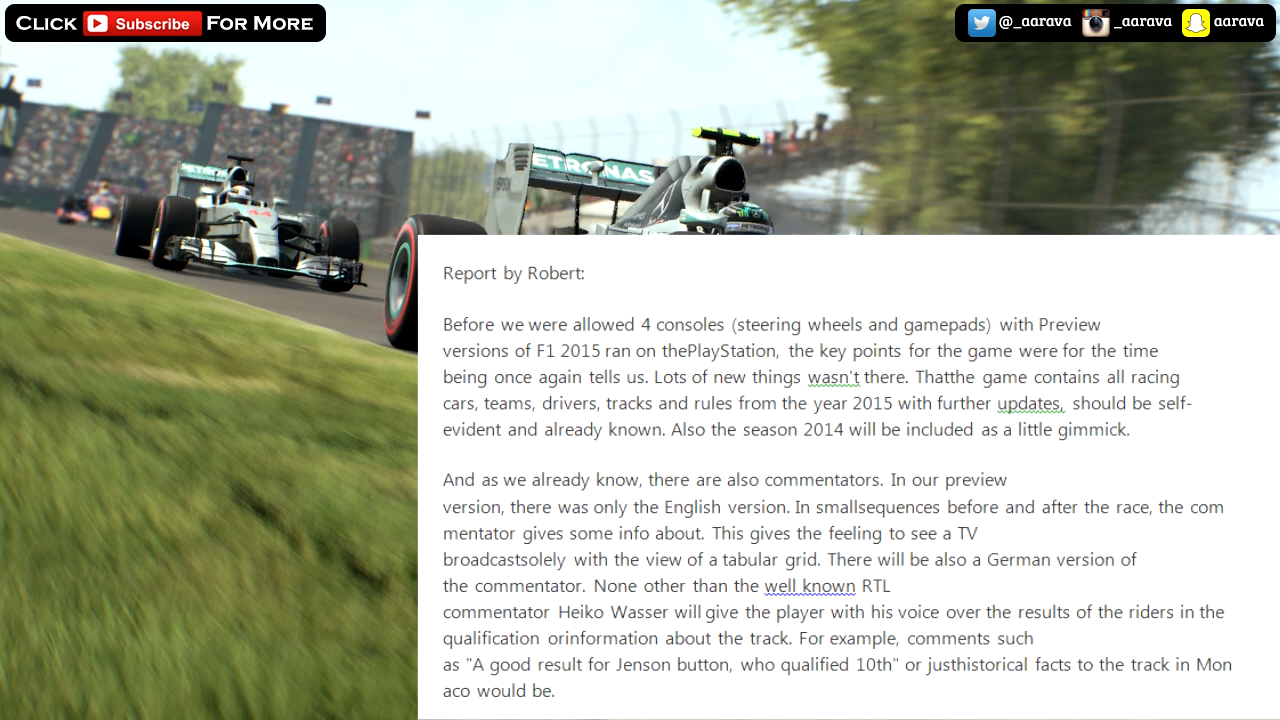 CLICK Subscribe FOR MORE
@_aarava _aarava aarava
PETRONAS
44
PETRONAS
EPSON
Report by Robert:
Before we were allowed 4 consoles (steering wheels and gamepads) with Preview
versions of F1 2015 ran on thePlayStation, the key points for the game were for the time
being once again tells us. Lots of new things wasn't there. Thatthe game contains all racing
cars, teams, drivers, tracks and rules from the year 2015 with further updates, should be self-
evident and already known. Also the season 2014 will be included as a little gimmick.
And as we already know, there are also commentators. In our preview
version, there was only the English version. In smallsequences before and after the race, the com
mentator gives some info about. This gives the feeling to see a TV
broadcastsolely with the view of a tabular grid. There will be also a German version of
the commentator. None other than the well known RTL
commentator Heiko Wasser will give the player with his voice over the results of the riders in the
qualification orinformation about the track. For example, comments such
as "A good result for Jenson button, who qualified 10th" or justhistorical facts to the track in Mon
aco would be.